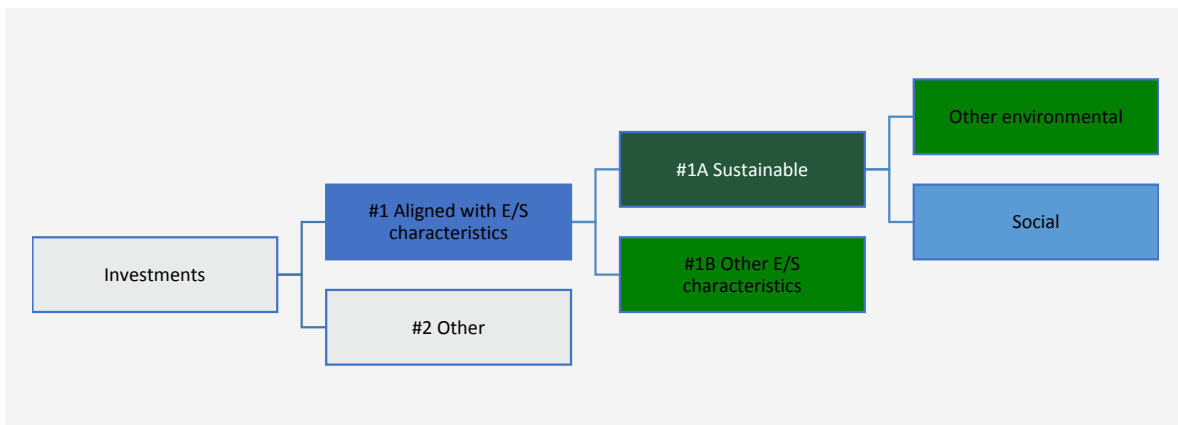 Investments
#1 Aligned with E/S
characteristics
#2 Other
#1A Sustainable
#1B Other E/S
characteristics
Other environmental
Social